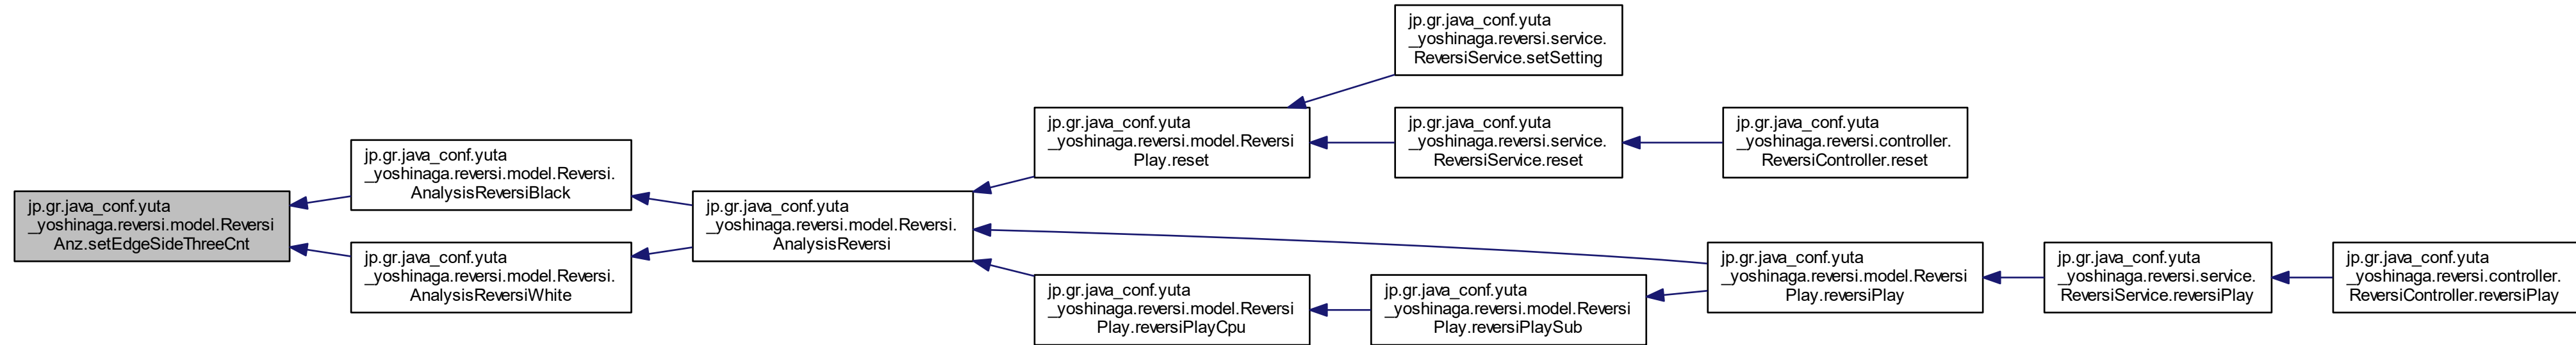 jp.gr.java_conf.yuta
_yoshinaga.reversi.model.Reversi
Anz.setEdgeSideThreeCnt
jp.gr.java_conf.yuta
_yoshinaga.reversi.model.Reversi.
AnalysisReversiBlack
jp.gr.java_conf.yuta
_yoshinaga.reversi.model.Reversi.
AnalysisReversiWhite
jp.gr.java_conf.yuta
_yoshinaga.reversi.model.Reversi.
AnalysisReversi
jp.gr.java_conf.yuta
_yoshinaga.reversi.model.Reversi
Play.reset
jp.gr.java_conf.yuta
_yoshinaga.reversi.service.
ReversiService.setSetting
jp.gr.java_conf.yuta
_yoshinaga.reversi.service.
ReversiService.reset
jp.gr.java_conf.yuta
_yoshinaga.reversi.controller.
ReversiController.reset
jp.gr.java_conf.yuta
_yoshinaga.reversi.model.Reversi
Play.reversiPlayCpu
jp.gr.java_conf.yuta
_yoshinaga.reversi.model.Reversi
Play.reversiPlaySub
jp.gr.java_conf.yuta
_yoshinaga.reversi.model.Reversi
Play.reversiPlay
jp.gr.java_conf.yuta
_yoshinaga.reversi.service.
ReversiService.reversiPlay
jp.gr.java_conf.yuta
_yoshinaga.reversi.controller.
ReversiController.reversiPlay